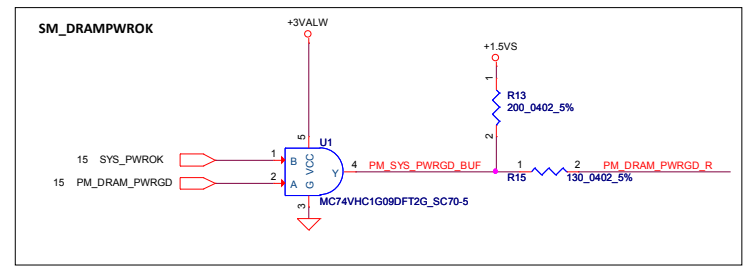 SM_DRAMPWROK
+3VALW
+1.5VS
1
R13
200_0402_5%
2
5
U1
15 SYS_PWROK
1
B
VCC
Y
4
PM_SYS_PWRGD_BUF
1
2
PM_DRAM_PWRGD_R
15 PM_DRAM_PWRGD
2
A
G
R15
130_0402_5%
3
MC74VHC1G09DFT2G_SC70-5